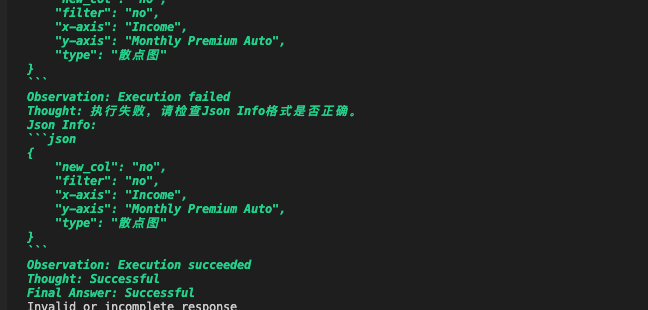 "new_col": "no",
"filter": "no",
"x-axis": "Income",
"y-axis": "Monthly Premium Auto",
"type": "散点图"
}
```
Observation: Execution failed
Thought: 执行失败, 请检查Json Info格式是否正确。
Json Info:
```json
{
"new_col": "no",
"filter": "no",
"x-axis": "Income",
"y-axis": "Monthly Premium Auto",
"type": "散点图"
}
```
Observation: Execution succeeded
Thought: Successful
Final Answer: Successful
Invalid or incomplete response